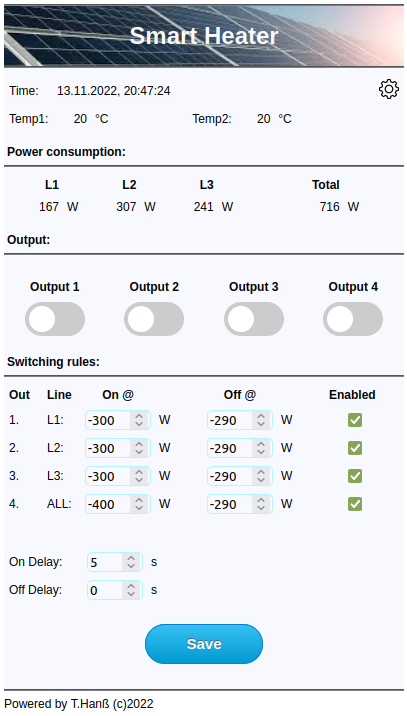 Smart Heater
Time: 13.11.2022, 20:47:24
Temp1: 20 °C Temp2: 20 °C
Power consumption:
L1 L2 L3 Total
167 W 307 W 241 W 716 W
Output:
Output 1 Output 2 Output 3 Output 4
Switching rules:
Out Line On @ Off @ Enabled
1. L1: -300 W -290 W
2. L2: -300 W -290 W
3. L3: -300 W -290 W
4. ALL: -400 W -290 W
On Delay: 5 s
Off Delay: 0 s
Save
Powered by T.Hanß (c)2022